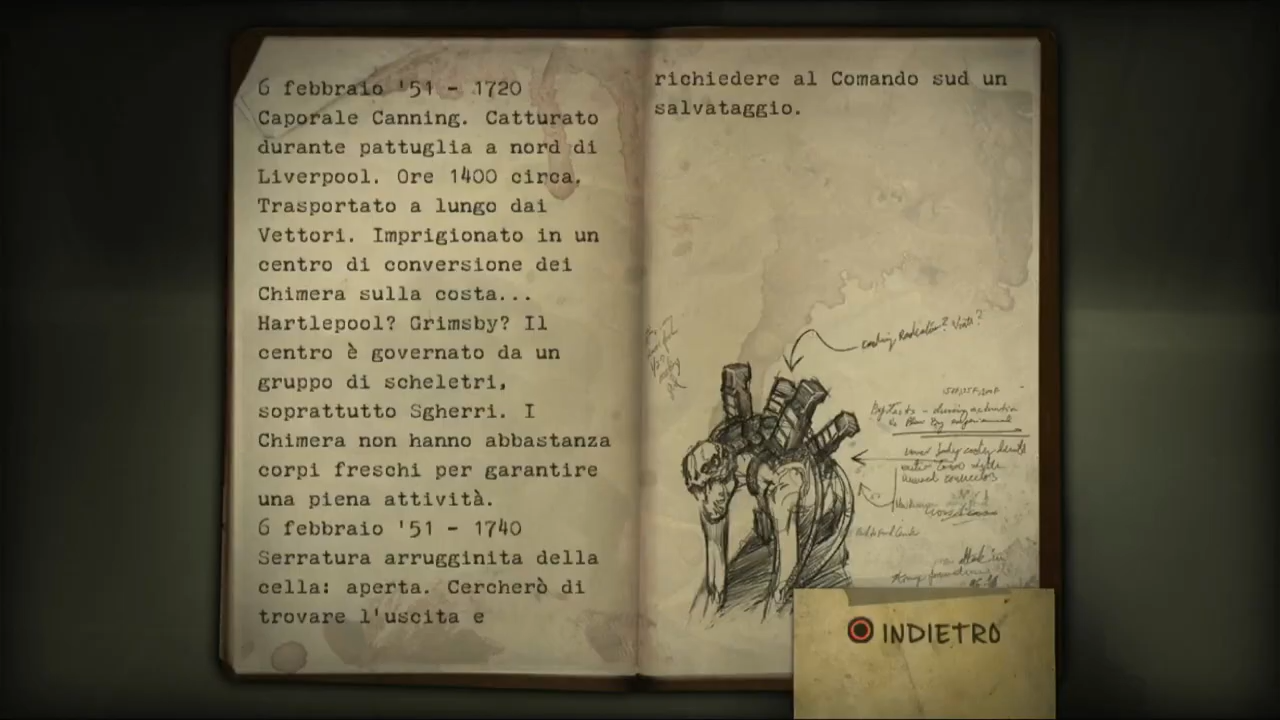 6 febbraio '51 - 1720
Caporale Canning. Catturato
durante pattuglia a nord di
Liverpool. Ore 1400 circa.
Trasportato a lungo dai
Vettori. Imprigionato in un
centro di conversione dei
Chimera sulla costa...
Hartlepool? Grimsby? Il
centro è governato da un
gruppo di scheletri,
soprattutto Sgherri. I
Chimera non hanno abbastanza
corpi freschi per garantire
una piena attività.
6 febbraio '51 - 1740
Serratura arrugginita della
cella: aperta. Cercherò di
trovare l'uscita e
richiedere al Comando sud un
salvataggio.
INDIETRO